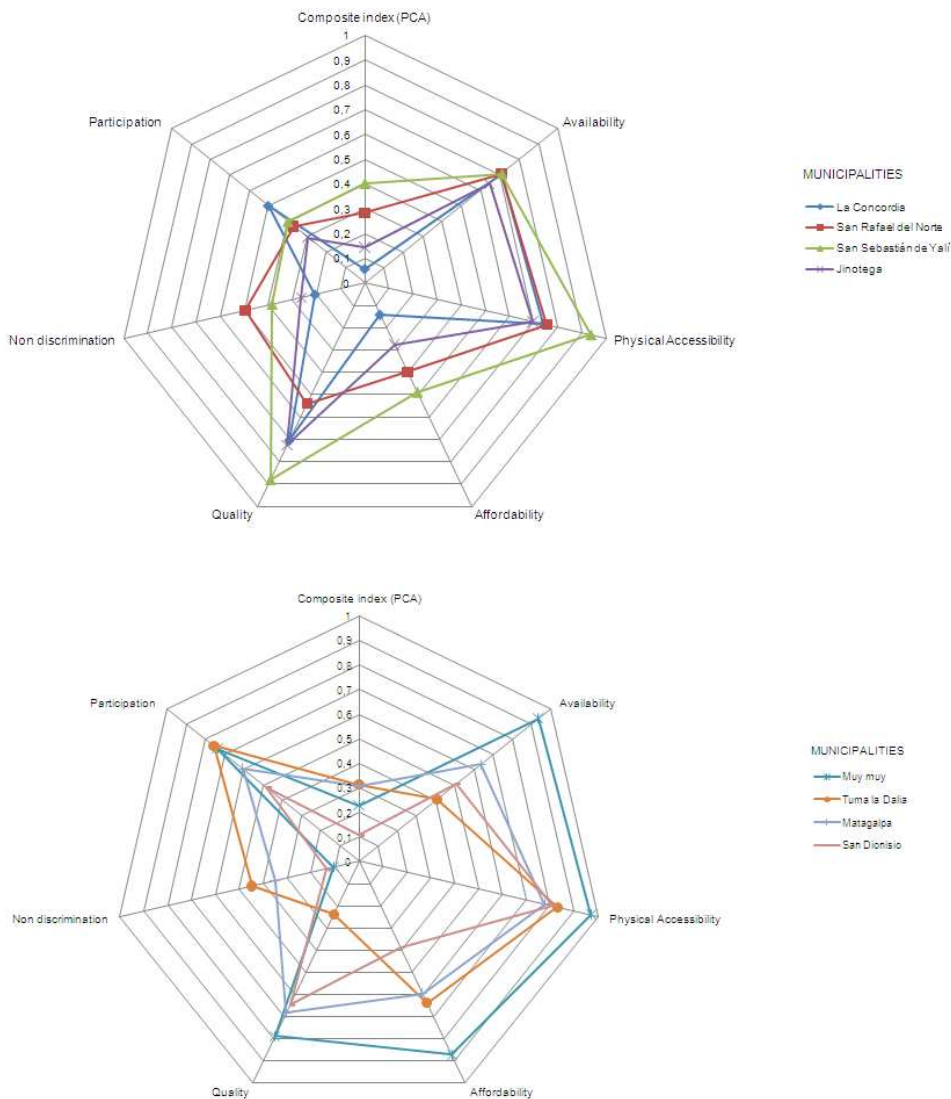 Composite index (PCA)
1
0,9
0,8
0,7
0,6
0,5
0,4
0,3
0,2
0,1
0
Availability
Physical Accessibility
Affordability
Quality
Non discrimination
Participation
MUNICIPALITIES
La Concordia
San Rafael del Norte
San Sebastián de Yalí
Jinotega
Composite index (PCA)
1
0,9
0,8
0,7
0,6
0,5
0,4
0,3
0,2
0,1
0
Availability
Physical Accessibility
Affordability
Quality
Non discrimination
Participation
MUNICIPALITIES
Muy muy
Tuma la Dalia
Matagalpa
San Dionisio